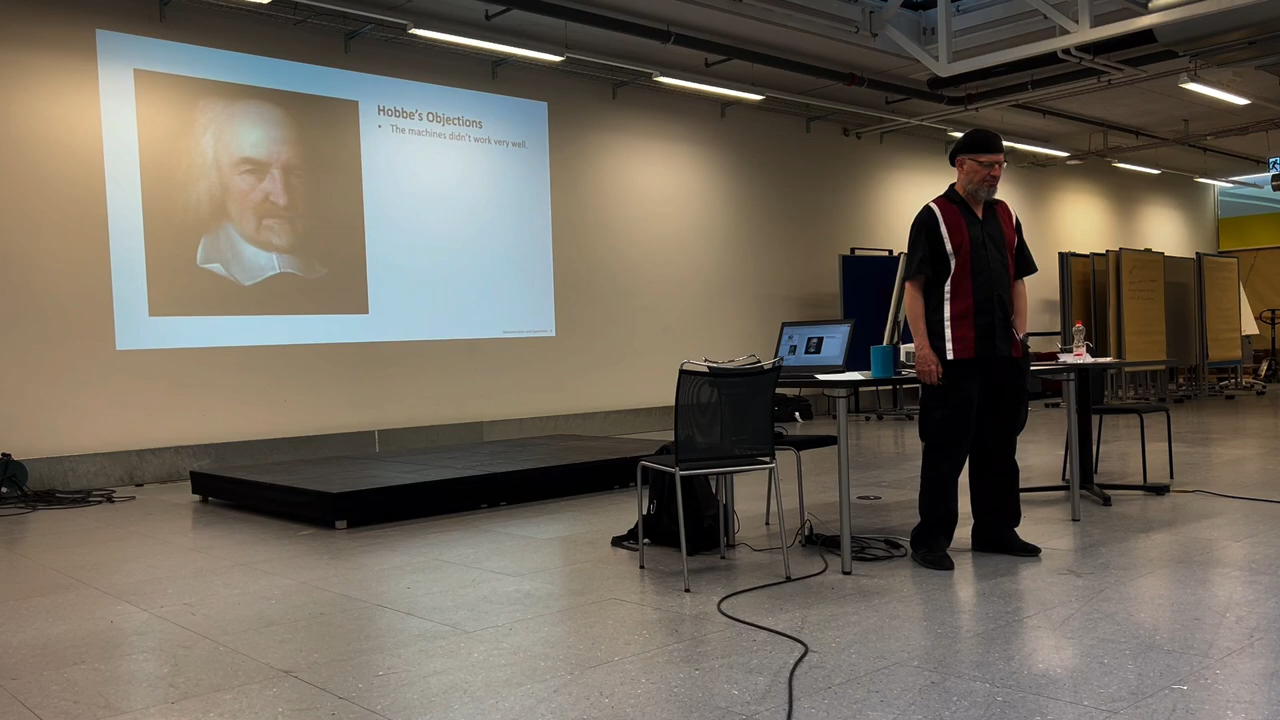 Hobbe's Objections
• The machines didn't work very well.